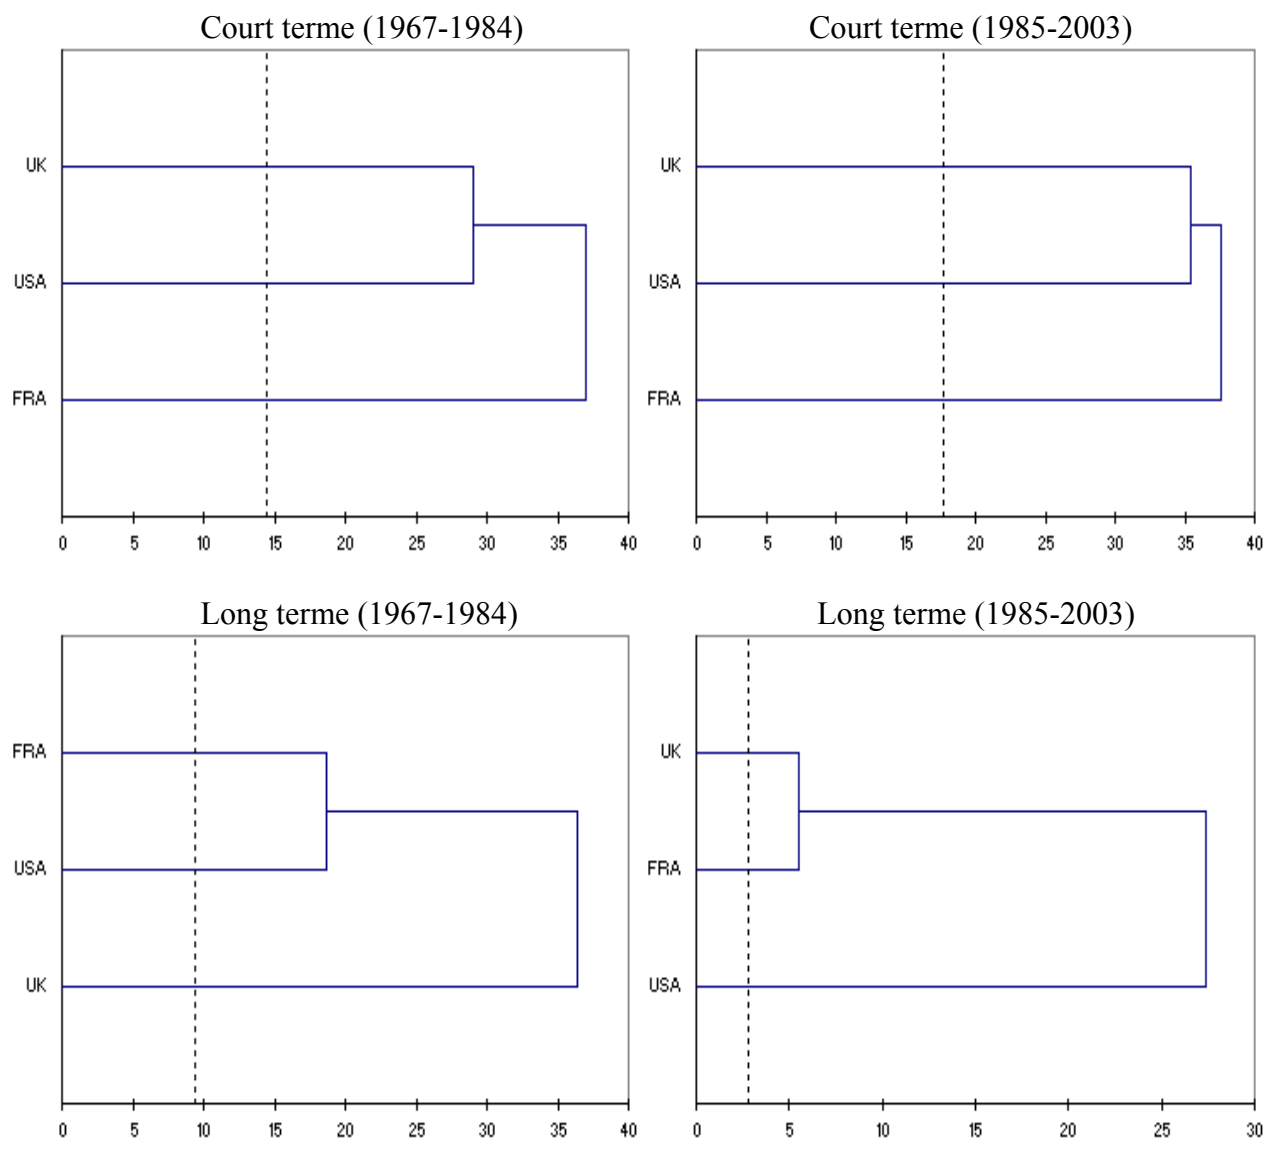 Court terme (1967-1984)
UK
USA
FRA
0 5 10 15 20 25 30 35 40
Court terme (1985-2003)
UK
USA
FRA
0 5 10 15 20 25 30 35 40
Long terme (1967-1984)
FRA
USA
UK
0 5 10 15 20 25 30 35 40
Long terme (1985-2003)
UK
FRA
USA
0 5 10 15 20 25 30